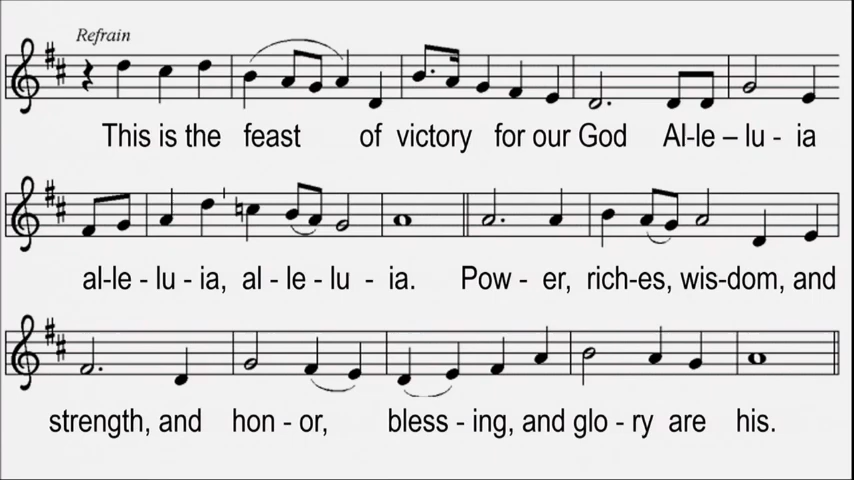 Refrain
This is the feast of victory for our God Al-le – lu - ia
al-le - lu - ia, al - le - lu - ia. Pow - er, rich-es, wis-dom, and
strength, and hon - or, bless - ing, and glo - ry are his.